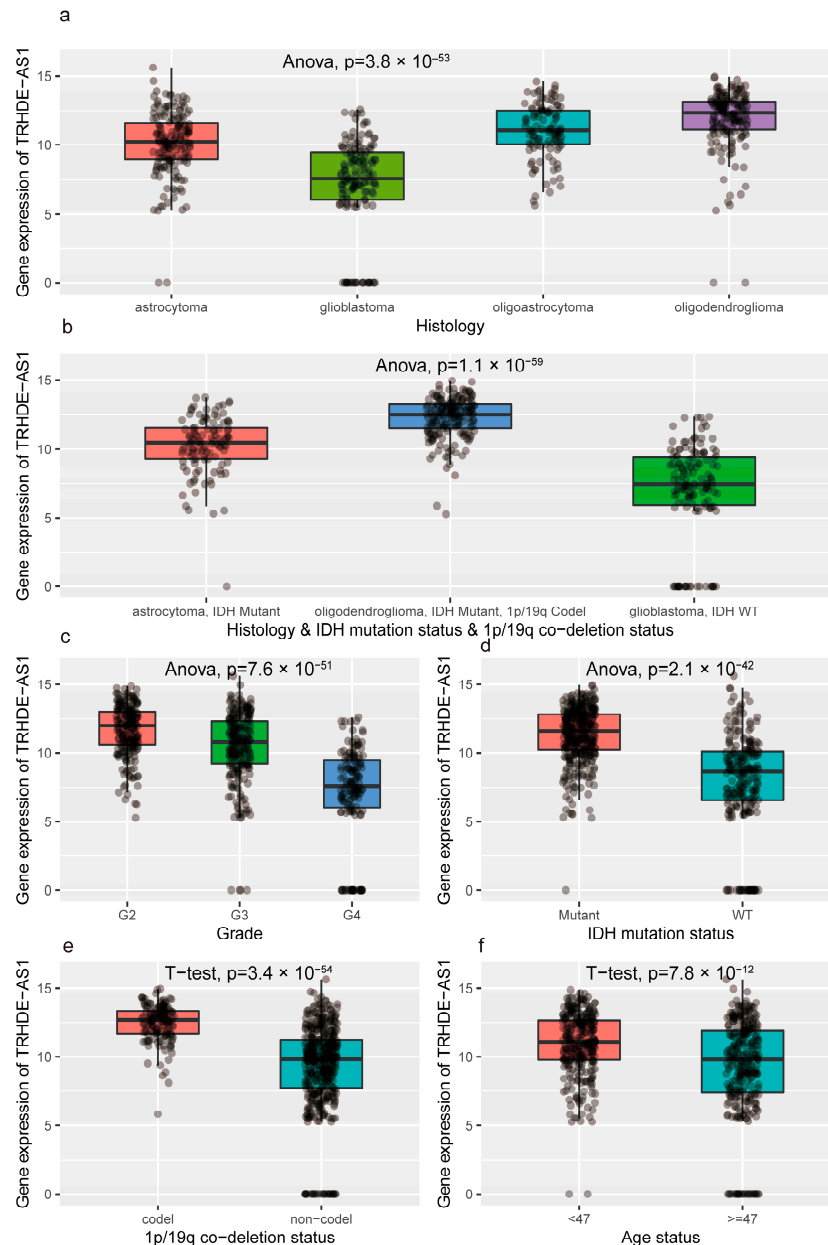 a
Anova, p=3.8 × 10−53
Gene expression of TRHDE−AS1
15
10
5
0
astrocytoma glioblastoma oligoastrocytoma oligodendroglioma
Histology
b
Anova, p=1.1 × 10−59
Gene expression of TRHDE−AS1
15
10
5
0
astrocytoma, IDH Mutant oligodendroglioma, IDH Mutant, 1p/19q Codel glioblastoma, IDH WT
Histology & IDH mutation status & 1p/19q co−deletion status
c
Anova, p=7.6 × 10−51
Gene expression of TRHDE−AS1
15
10
5
0
G2 G3 G4
Grade
d
Anova, p=2.1 × 10−42
Gene expression of TRHDE−AS1
15
10
5
0
Mutant WT
IDH mutation status
e
T−test, p=3.4 × 10−54
Gene expression of TRHDE−AS1
15
10
5
0
codel non−codel
1p/19q co−deletion status
f
T−test, p=7.8 × 10−12
Gene expression of TRHDE−AS1
15
10
5
0
<47 >=47
Age status